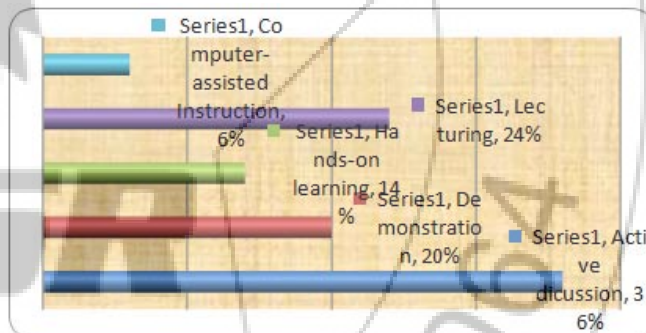 Series1, Co
mputer-
assisted
Instruction,
6%
Series1, Lec
turing, 24%
Series1, Ha
nds-on
learning, 14
%
Series1, De
monstratio
n, 20%
Series1, Acti
ve
dicussion, 3
6%
064